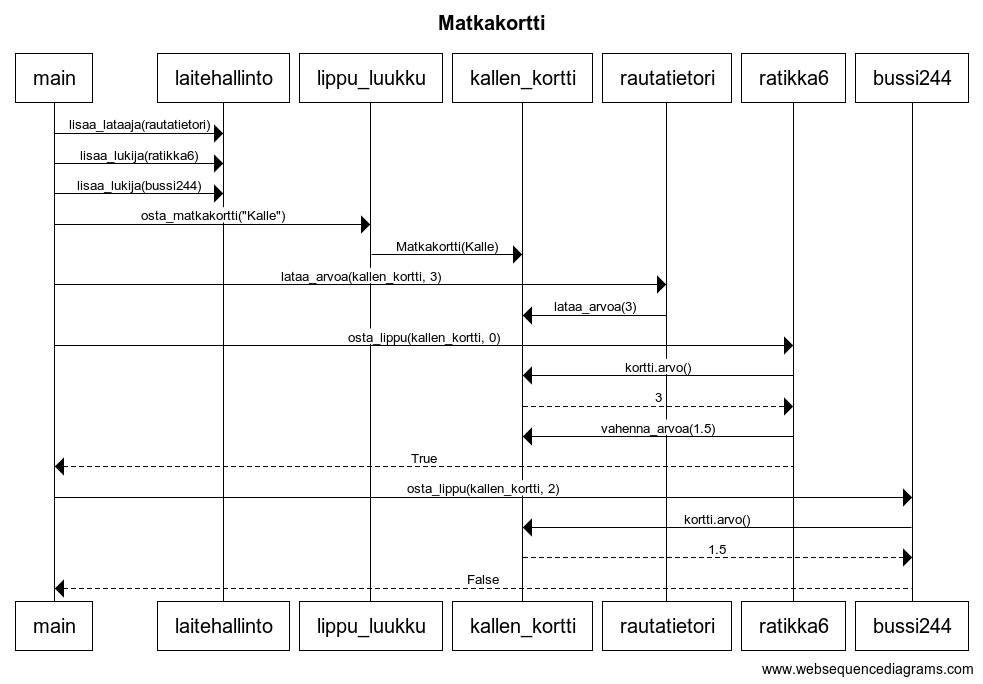 Matkakortti
main laitehallinto lippu_luukku kallen_kortti rautatietori ratikka6 bussi244
lisaa_lataaja(rautatietori)
lisaa_lukija(ratikka6)
lisaa_lukija(bussi244)
osta_matkakortti("Kalle")
Matkakortti(Kalle)
lataa_arvoa(kallen_kortti, 3)
lataa_arvoa(3)
osta_lippu(kallen_kortti, 0)
kortti.arvo()
3
vahenna_arvoa(1.5)
True
osta_lippu(kallen_kortti, 2)
kortti.arvo()
1.5
False
main laitehallinto lippu_luukku kallen_kortti rautatietori ratikka6 bussi244
www.websequencediagrams.com